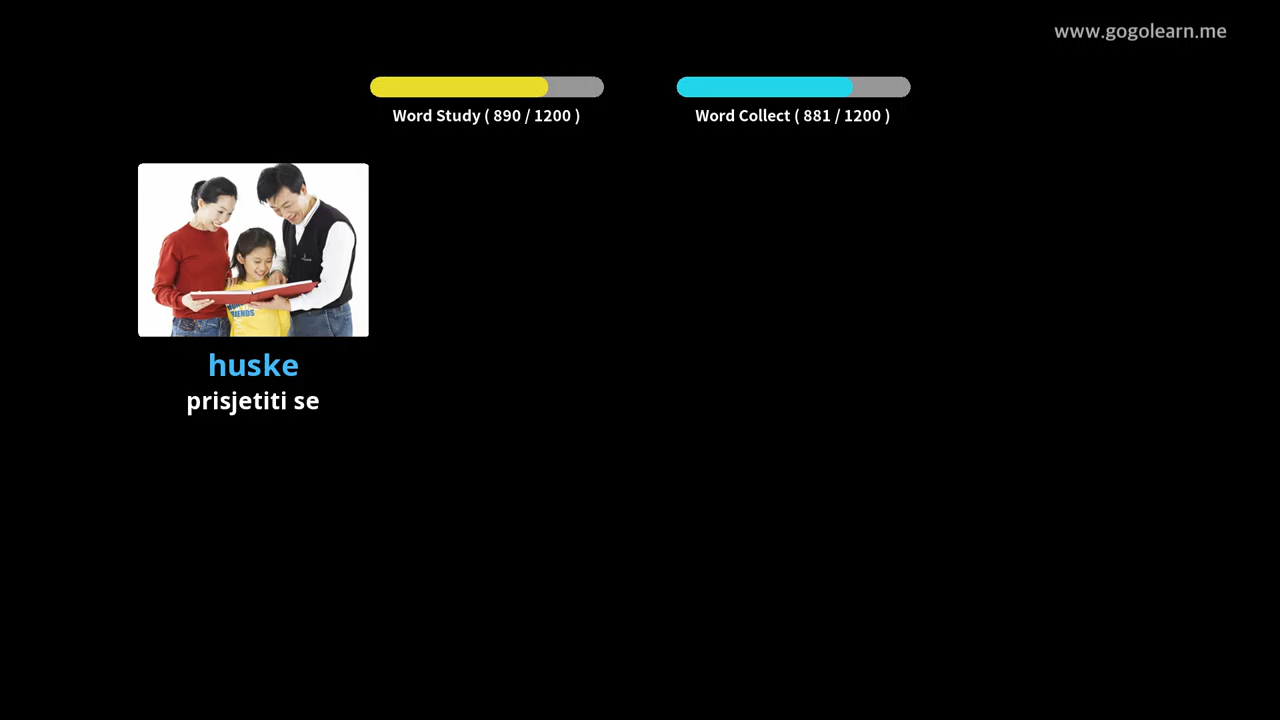 www.gogolearn.me
Word Study ( 890 / 1200 )
Word Collect ( 881 / 1200 )
huske
prisjetiti se